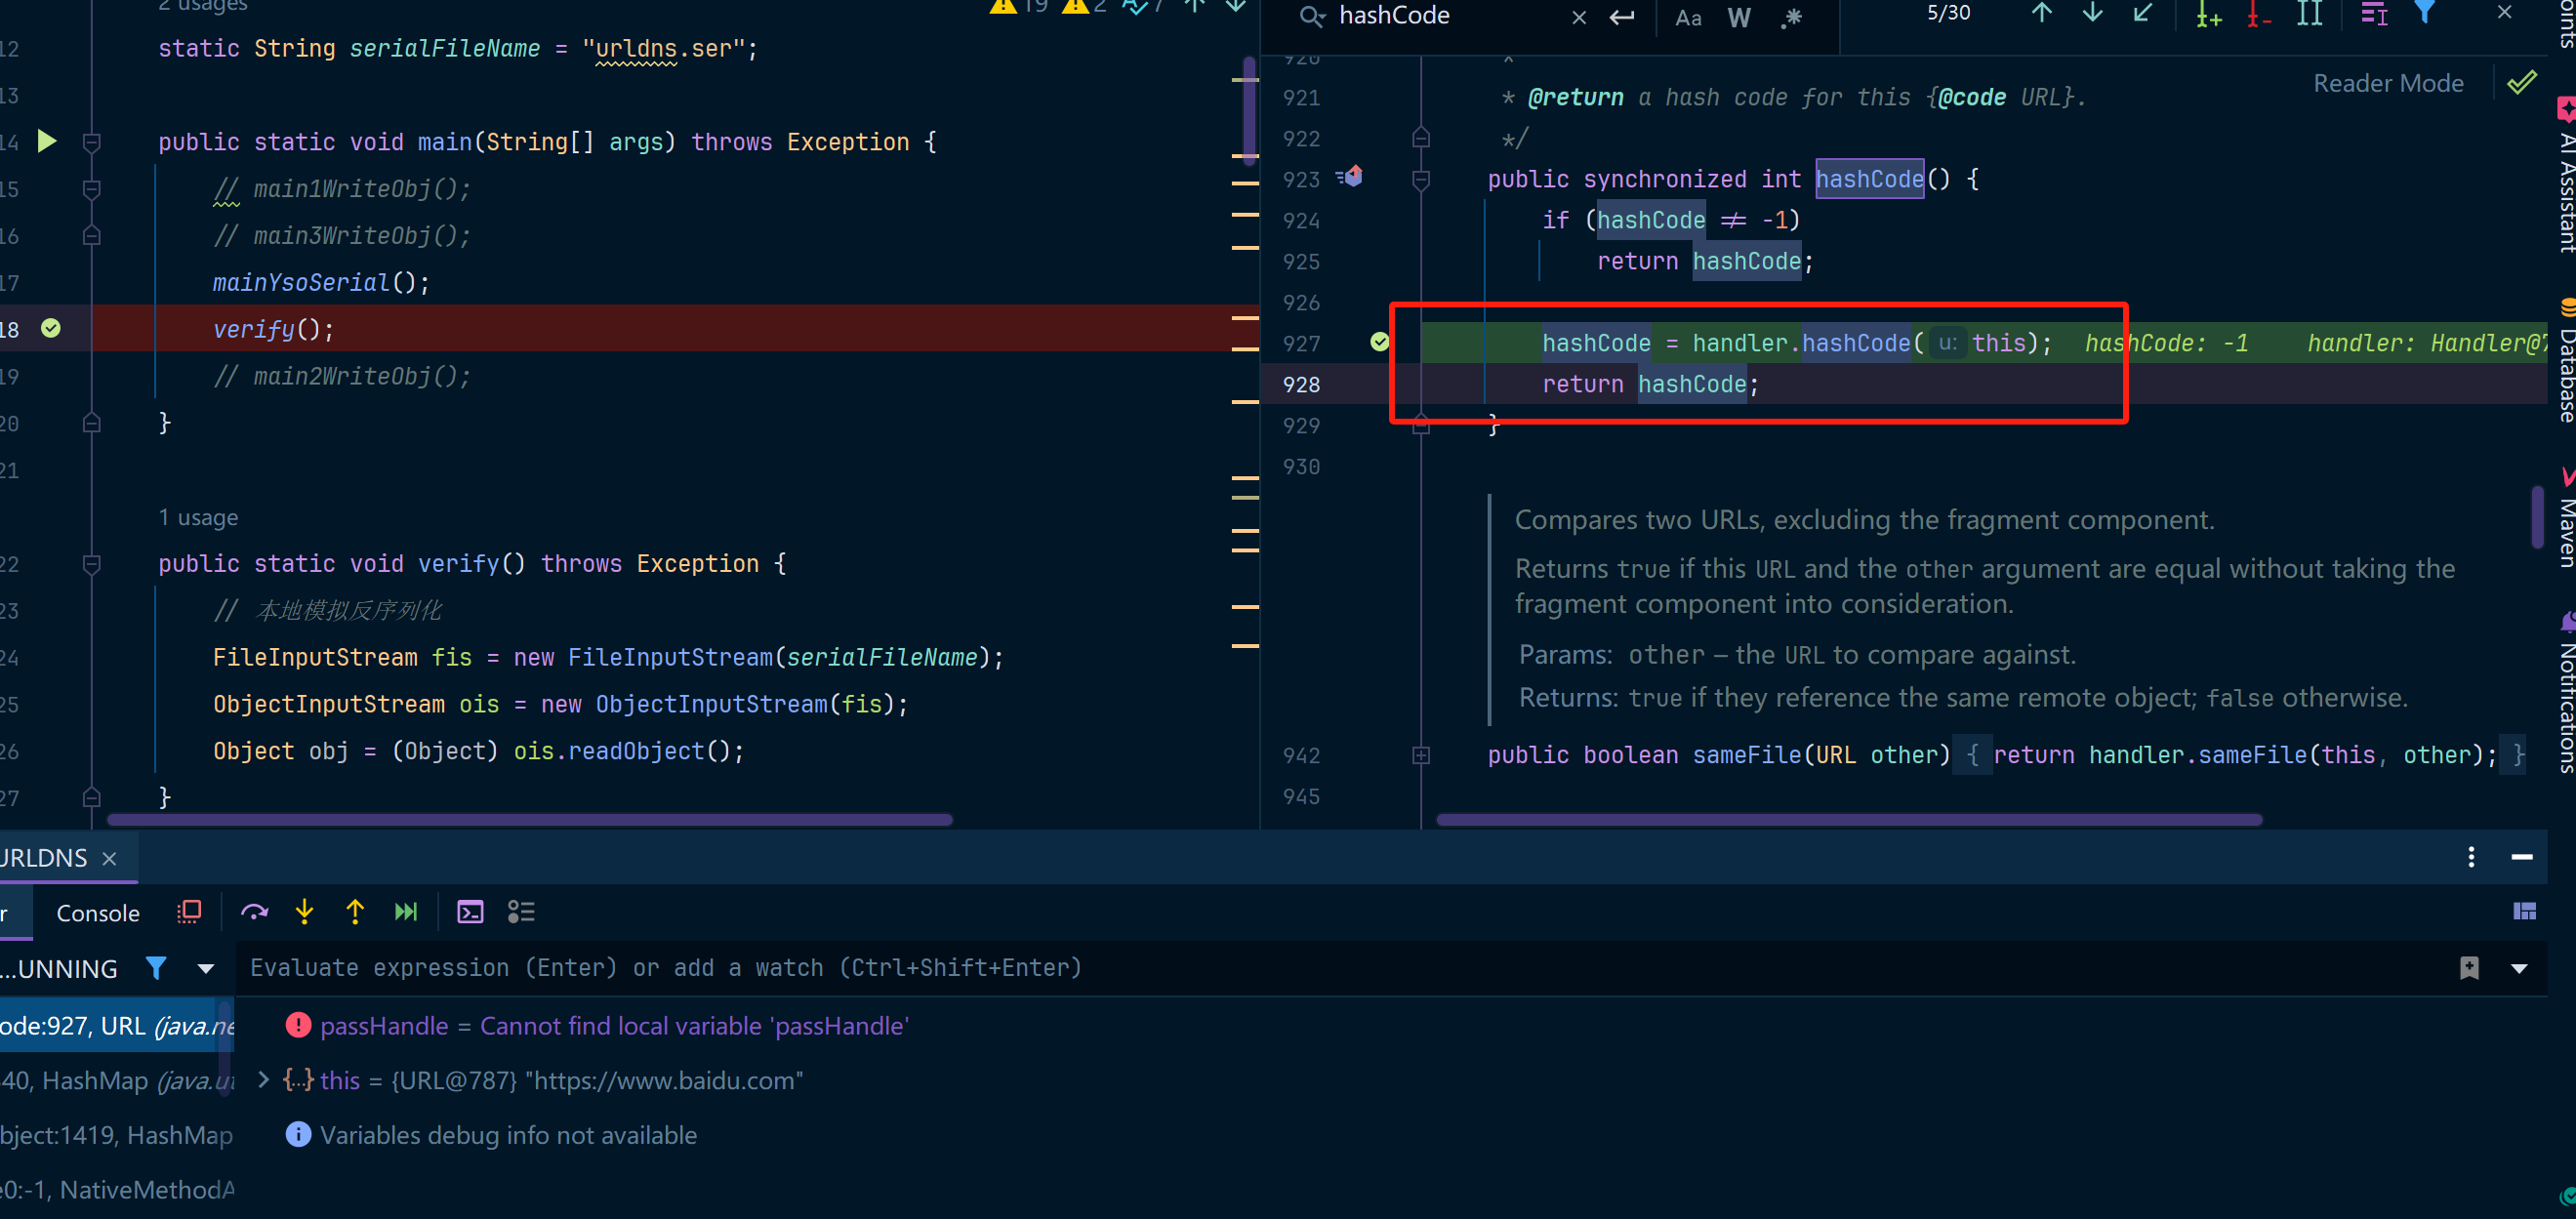 2 usages
19 2 7
12 static String serialFileName = "urldns.ser";
13
14 public static void main(String[] args) throws Exception {
15 // main1WriteObj();
16 // main3WriteObj();
17 mainYsoSerial();
18 verify();
19 // main2WriteObj();
20 }
21
1 usage
22 public static void verify() throws Exception {
23 // 本地模拟反序列化
24 FileInputStream fis = new FileInputStream(serialFileName);
25 ObjectInputStream ois = new ObjectInputStream(fis);
26 Object obj = (Object) ois.readObject();
27 }
hashCode Aa W .* 5/30
Reader Mode
920 *
921 * @return a hash code for this {@code URL}.
922 */
923 public synchronized int hashCode() {
924 if (hashCode ≠ -1)
925 return hashCode;
926
927 hashCode = handler.hashCode( u: this); hashCode: -1 handler: Handler@7
928 return hashCode;
929 }
930
Compares two URLs, excluding the fragment component.
Returns true if this URL and the other argument are equal without taking the
fragment component into consideration.
Params: other – the URL to compare against.
Returns: true if they reference the same remote object; false otherwise.
942 public boolean sameFile(URL other) { return handler.sameFile(this, other); }
945
oints
AI Assistant
Database
Maven
Notifications
URLDNS
r Console
...UNNING Evaluate expression (Enter) or add a watch (Ctrl+Shift+Enter)
ode:927, URL (java.ne
40, HashMap (java.ut
bject:1419, HashMap
e0:-1, NativeMethodA
passHandle = Cannot find local variable 'passHandle'
{...} this = {URL@787} "https://www.baidu.com"
Variables debug info not available